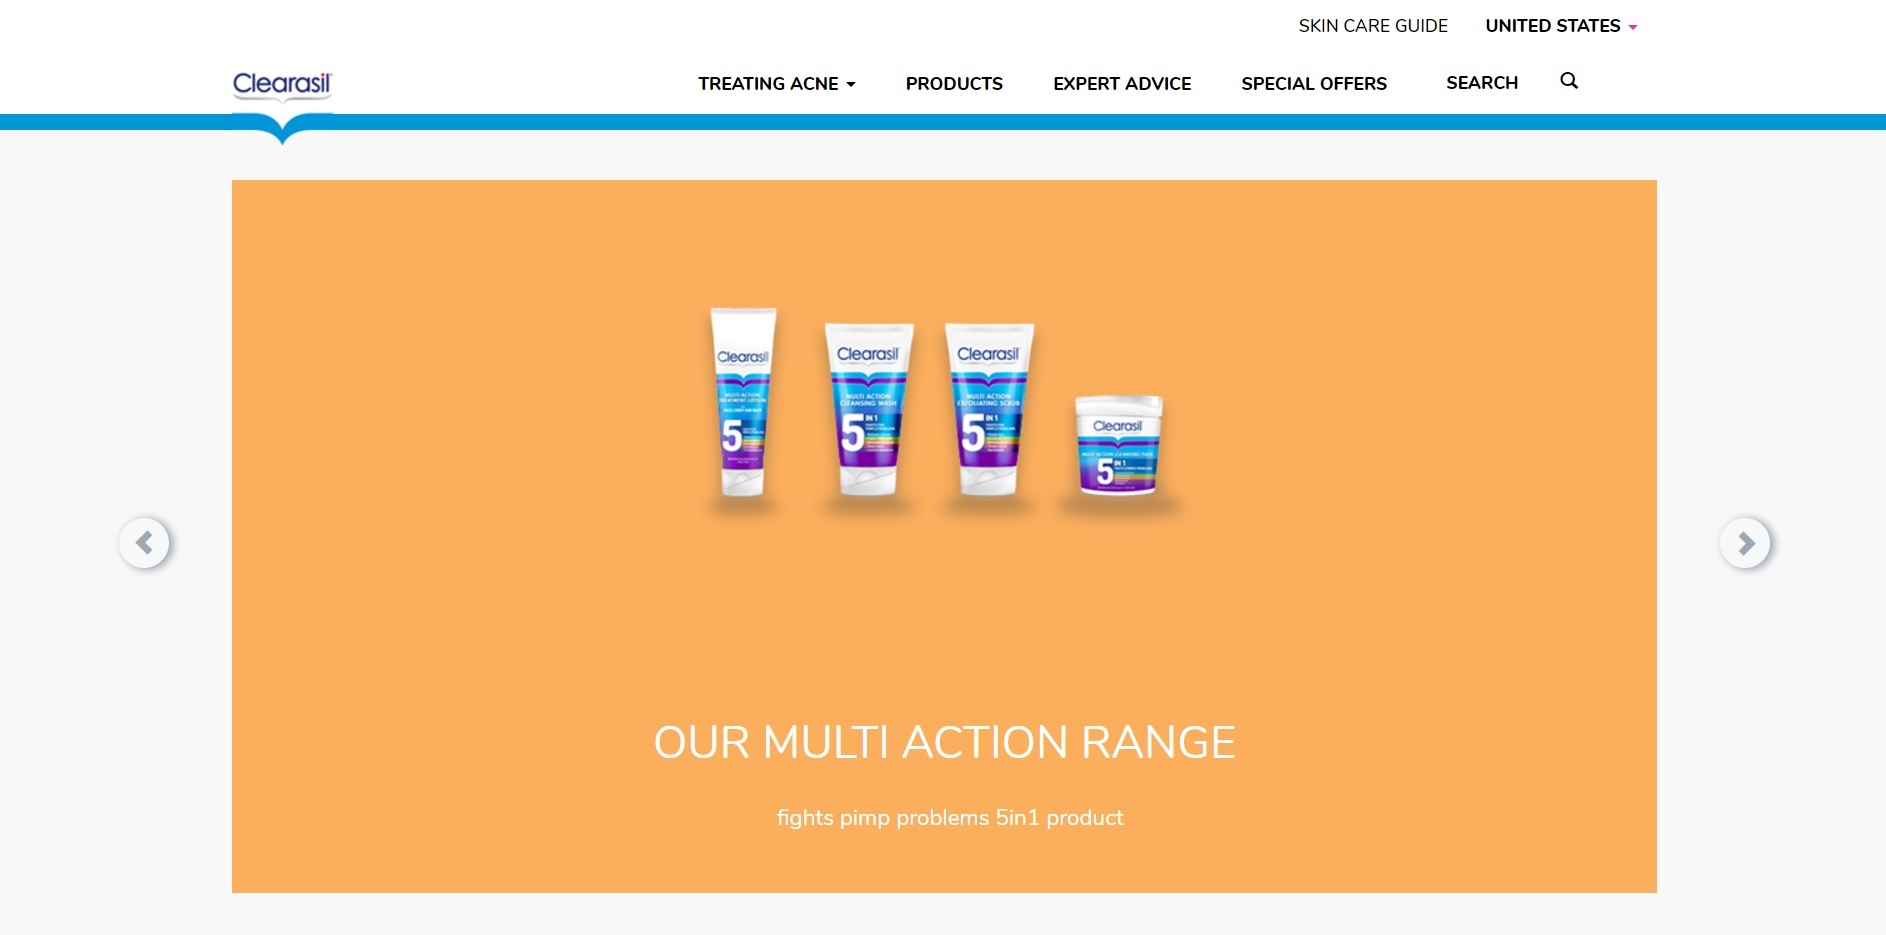 SKIN CARE GUIDE UNITED STATES
Clearasil TREATING ACNE PRODUCTS EXPERT ADVICE SPECIAL OFFERS SEARCH
Clearasil
MULTI ACTION
5
Clearasil
MULTI ACTION
CLEANSING WASH
5 IN 1
Clearasil
MULTI ACTION
EXFOLIATING SCRUB
5 IN 1
Clearasil
MULTI ACTION CLEANSING PADS
5 IN 1
OUR MULTI ACTION RANGE
fights pimp problems 5in1 product